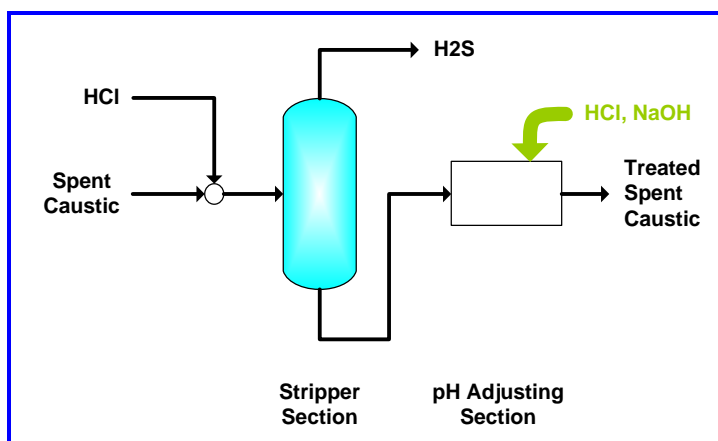 H2S
HCl
HCl, NaOH
Spent
Caustic
Treated
Spent
Caustic
Stripper
Section
pH Adjusting
Section